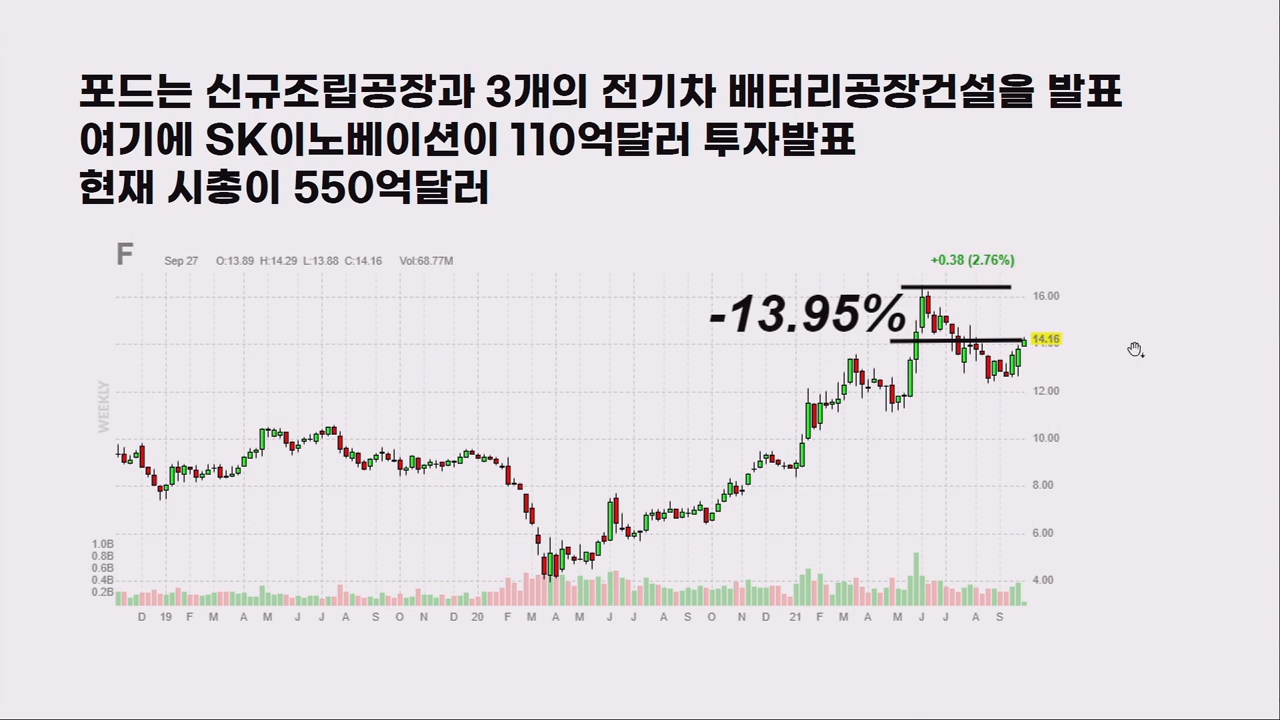 포드는 신규조립공장과 3개의 전기차 배터리공장건설을 발표
여기에 SK이노베이션이 110억달러 투자발표
현재 시총이 550억달러
F
Sep 27 O:13.89 H:14.29 L:13.88 C:14.16 Vol:68.77M
+0.38 (2.76%)
-13.95%
16.00
14.16
12.00
10.00
8.00
6.00
4.00
WEEKLY
1.0B
0.8B
0.6B
0.4B
0.2B
D 19 F M A M J J A S O N D 20 F M A M J J A S O N D 21 F M A M J J A S